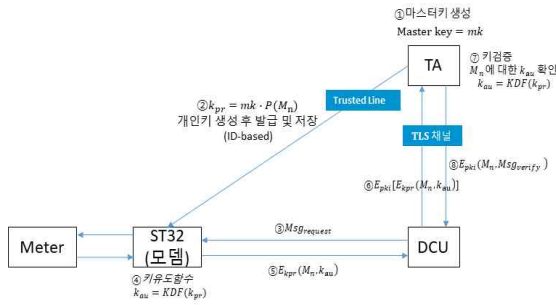 ①마스터키 생성
Master key = mk
TA
⑦ 키검증
Mn에 대한 kau 확인
kau = KDF(kpr)
②kpr = mk · P(Mn)
개인키 생성 후 발급 및 저장
(ID-based)
Trusted Line
TLS 채널
⑧Epki(Mn,Msgverify)
⑥Epki[Ekpr(Mn,kau)]
③Msgrequest
Meter
ST32
(모뎀)
DCU
④키유도함수
kau = KDF(kpr)
⑤Ekpr(Mn,kau)